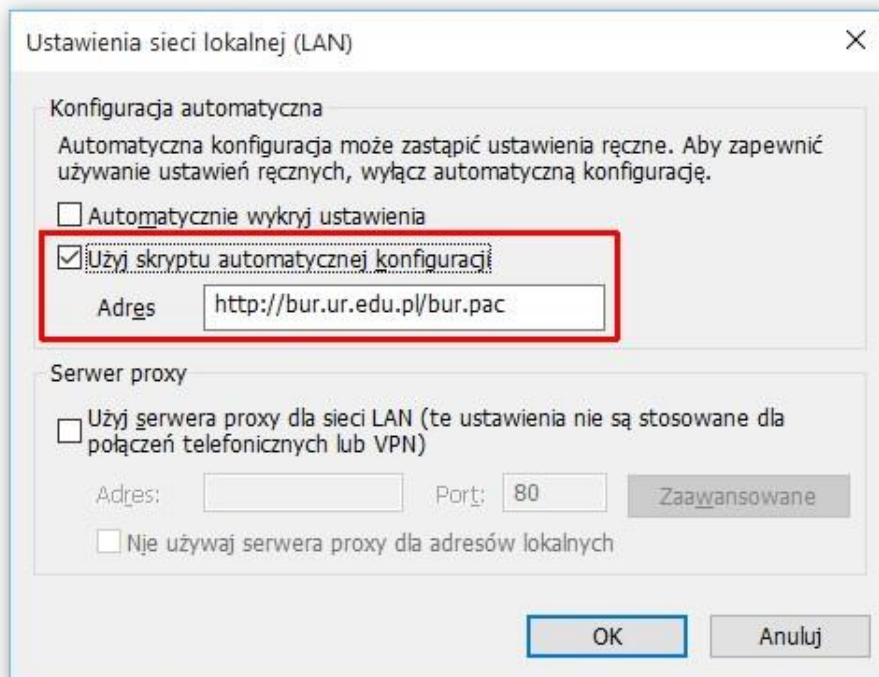 Ustawienia sieci lokalnej (LAN)
Konfiguracja automatyczna
Automatyczna konfiguracja może zastąpić ustawienia ręczne. Aby zapewnić
używanie ustawień ręcznych, wyłącz automatyczną konfigurację.
Automatycznie wykryj ustawienia
Użyj skryptu automatycznej konfiguracji
Adres http://bur.ur.edu.pl/bur.pac
Serwer proxy
Użyj serwera proxy dla sieci LAN (te ustawienia nie są stosowane dla
połączeń telefonicznych lub VPN)
Adres: Port: 80 Zaawansowane
Nie używaj serwera proxy dla adresów lokalnych
OK Anuluj